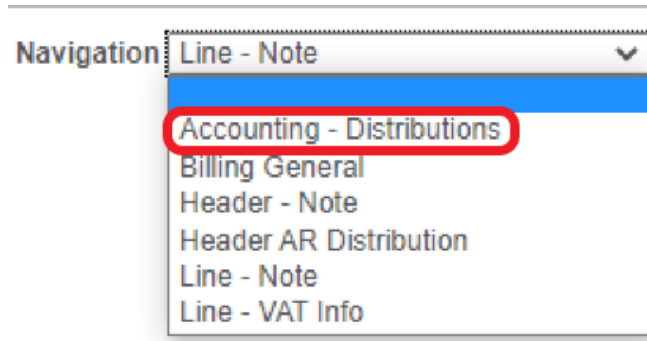 Navigation Line - Note
Accounting - Distributions
Billing General
Header - Note
Header AR Distribution
Line - Note
Line - VAT Info